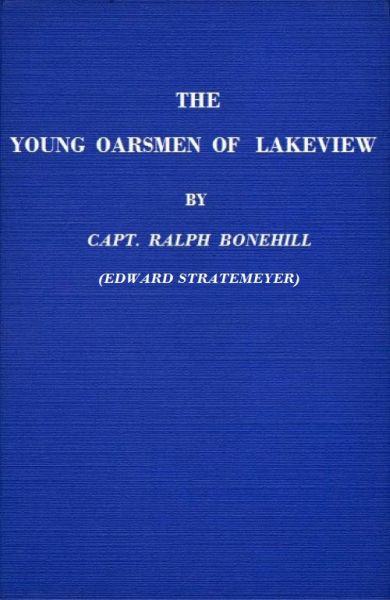 THE
YOUNG OARSMEN OF LAKEVIEW
BY
CAPT. RALPH BONEHILL
(EDWARD STRATEMEYER)